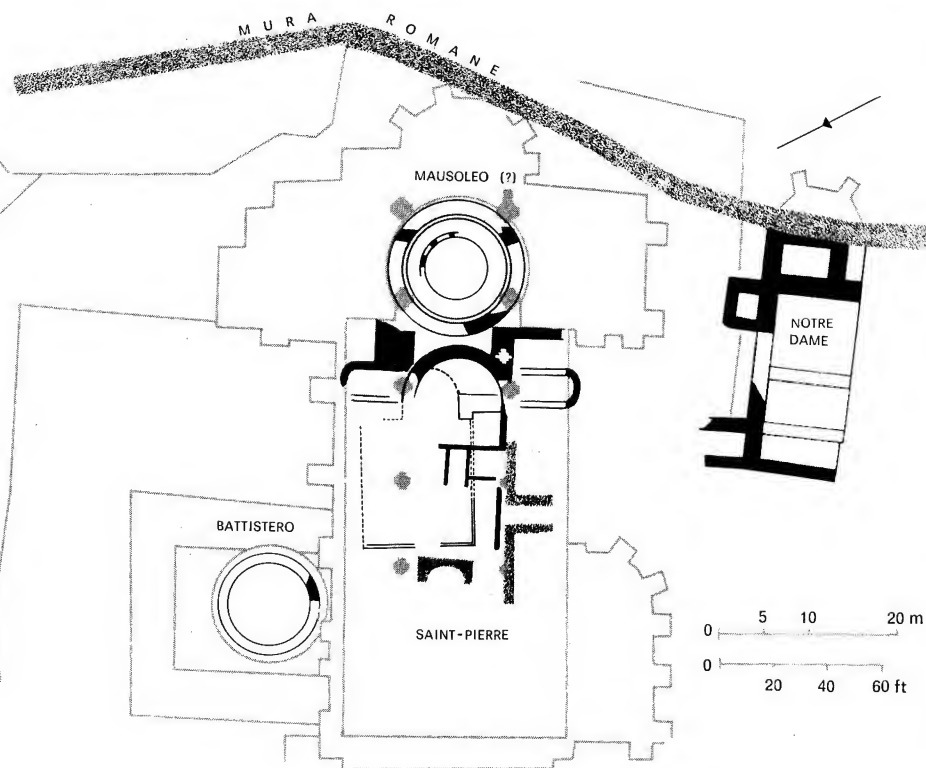 MURA ROMANE
MAUSOLEO (?)
NOTRE
DAME
BATTISTERO
SAINT-PIERRE
0 5 10 20 m
0
20 40 60 ft